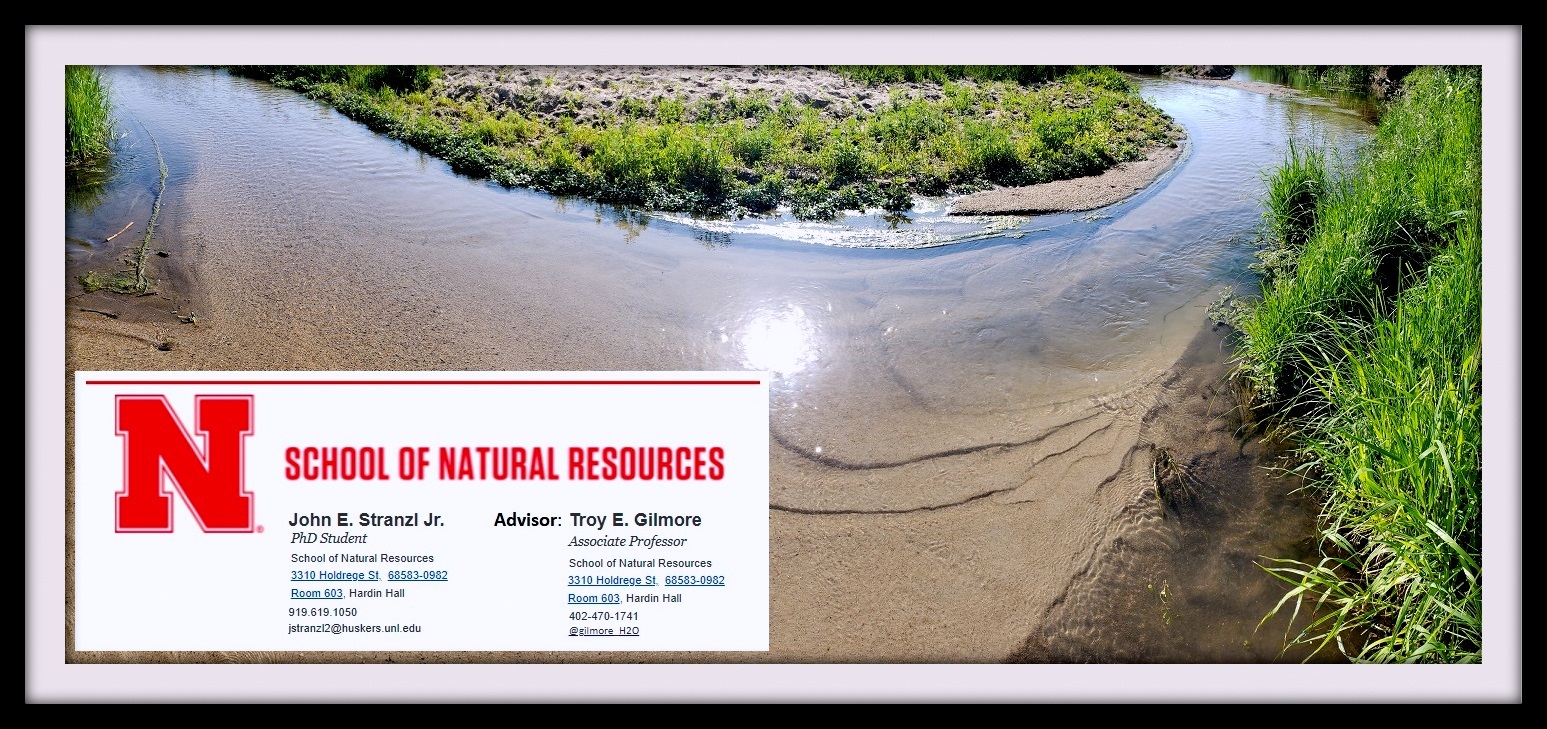 N®
SCHOOL OF NATURAL RESOURCES
John E. Stranzl Jr.
PhD Student
School of Natural Resources
3310 Holdrege St, 68583-0982
Room 603, Hardin Hall
919.619.1050
jstranzl2@huskers.unl.edu
Advisor: Troy E. Gilmore
Associate Professor
School of Natural Resources
3310 Holdrege St, 68583-0982
Room 603, Hardin Hall
402-470-1741
@gilmore_H2O